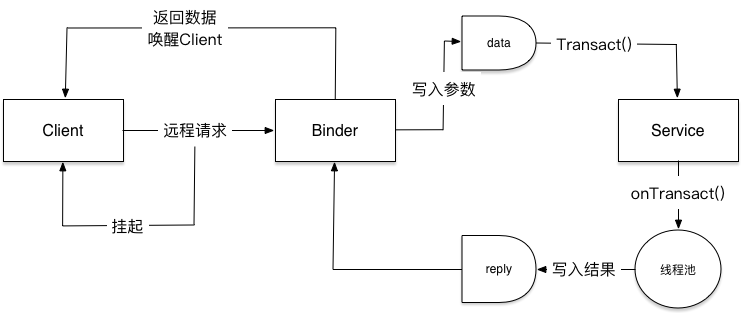 返回数据
唤醒Client
data
Transact()
写入参数
Client
远程请求
Binder
Service
onTransact()
挂起
reply
写入结果
线程池